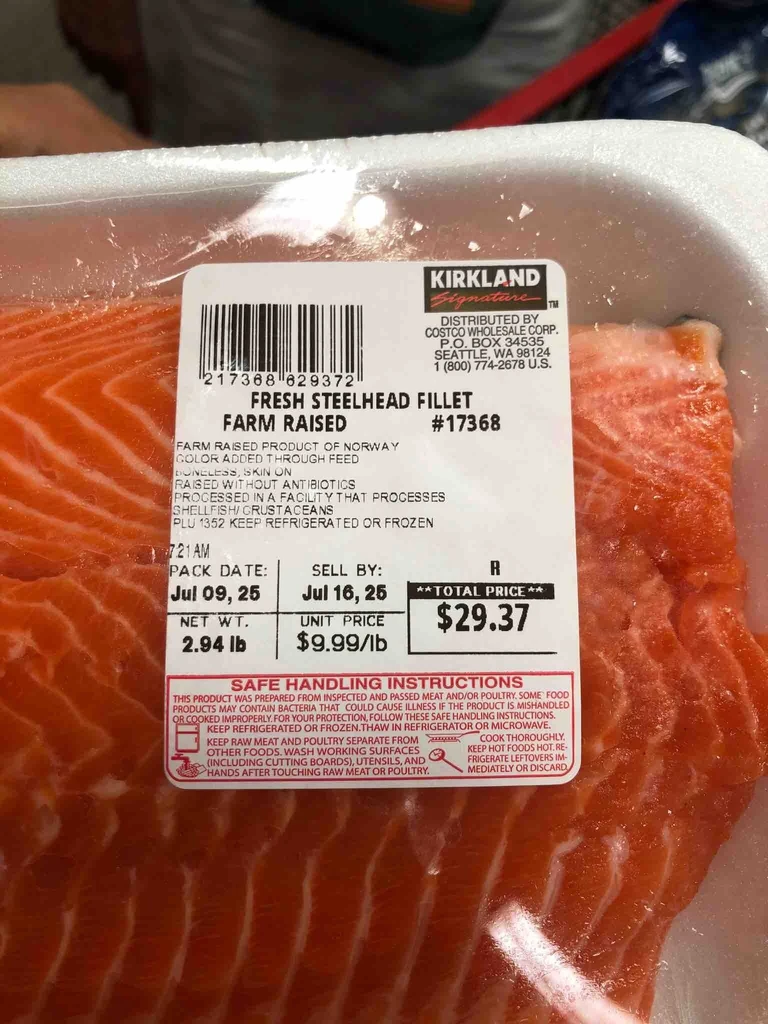 KIRKLAND
Signature™
DISTRIBUTED BY
COSTCO WHOLESALE CORP.
P.O. BOX 34535
SEATTLE, WA 98124
1 (800) 774-2678 U.S.
217368 629372
FRESH STEELHEAD FILLET
FARM RAISED #17368
FARM RAISED PRODUCT OF NORWAY
COLOR ADDED THROUGH FEED
BONELESS, SKIN ON
RAISED WITHOUT ANTIBIOTICS
PROCESSED IN A FACILITY THAT PROCESSES
SHELLFISH/ CRUSTACEANS
PLU 1352 KEEP REFRIGERATED OR FROZEN
7:21 AM
PACK DATE: SELL BY: R
Jul 09, 25 Jul 16, 25 **TOTAL PRICE**
$29.37
NET WT. UNIT PRICE
2.94 lb $9.99/lb
SAFE HANDLING INSTRUCTIONS
THIS PRODUCT WAS PREPARED FROM INSPECTED AND PASSED MEAT AND/OR POULTRY. SOME FOOD
PRODUCTS MAY CONTAIN BACTERIA THAT COULD CAUSE ILLNESS IF THE PRODUCT IS MISHANDLED
OR COOKED IMPROPERLY. FOR YOUR PROTECTION, FOLLOW THESE SAFE HANDLING INSTRUCTIONS.
KEEP REFRIGERATED OR FROZEN. THAW IN REFRIGERATOR OR MICROWAVE.
KEEP RAW MEAT AND POULTRY SEPARATE FROM
OTHER FOODS. WASH WORKING SURFACES
(INCLUDING CUTTING BOARDS), UTENSILS, AND
HANDS AFTER TOUCHING RAW MEAT OR POULTRY.
COOK THOROUGHLY.
KEEP HOT FOODS HOT. RE-
FRIGERATE LEFTOVERS IM-
MEDIATELY OR DISCARD.